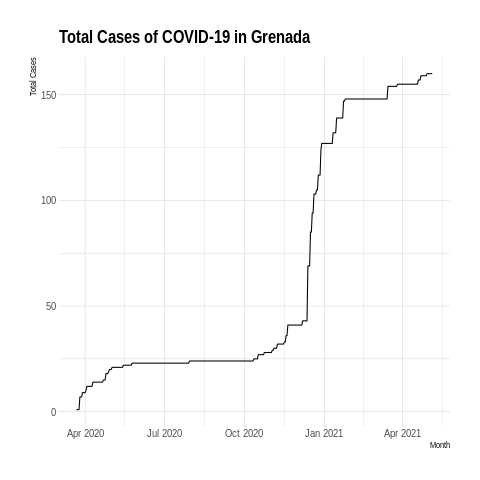 Total Cases of COVID-19 in Grenada
Total Cases
150
100
50
0
Apr 2020 Jul 2020 Oct 2020 Jan 2021 Apr 2021
Month